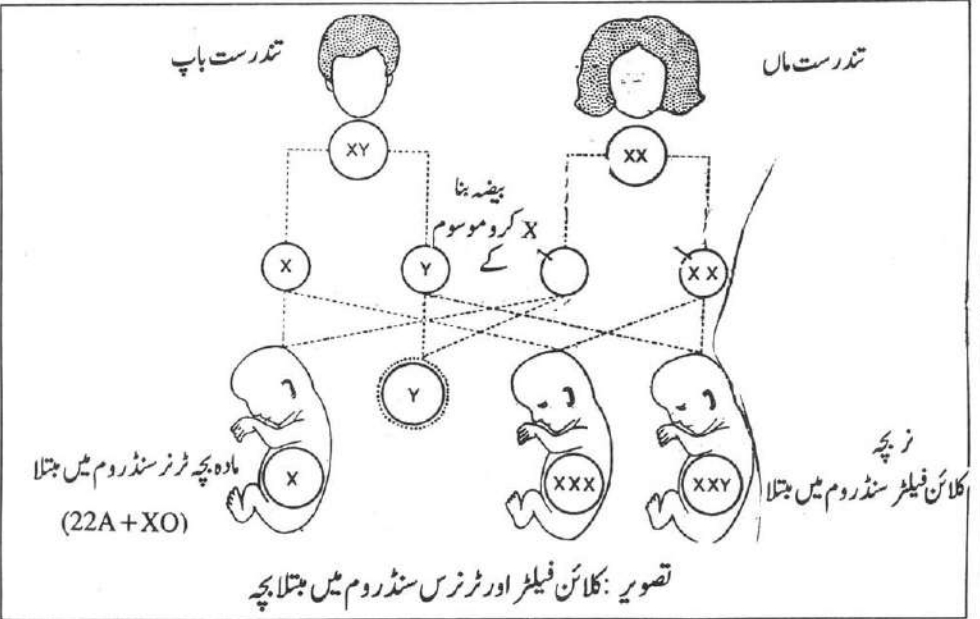 تندرست باپ
تندرست ماں
XY
XX
بیضہ بنا
X کروموسوم
کے
X
Y
X X
Y
X
XXX
XXY
مادہ بچہ ٹرنر سنڈروم میں مبتلا
(22A+XO)
نر بچہ
کلائن فیلٹر سنڈروم میں مبتلا
تصویر : کلائن فیلٹر اور ٹرنرس سنڈروم میں مبتلا بچہ